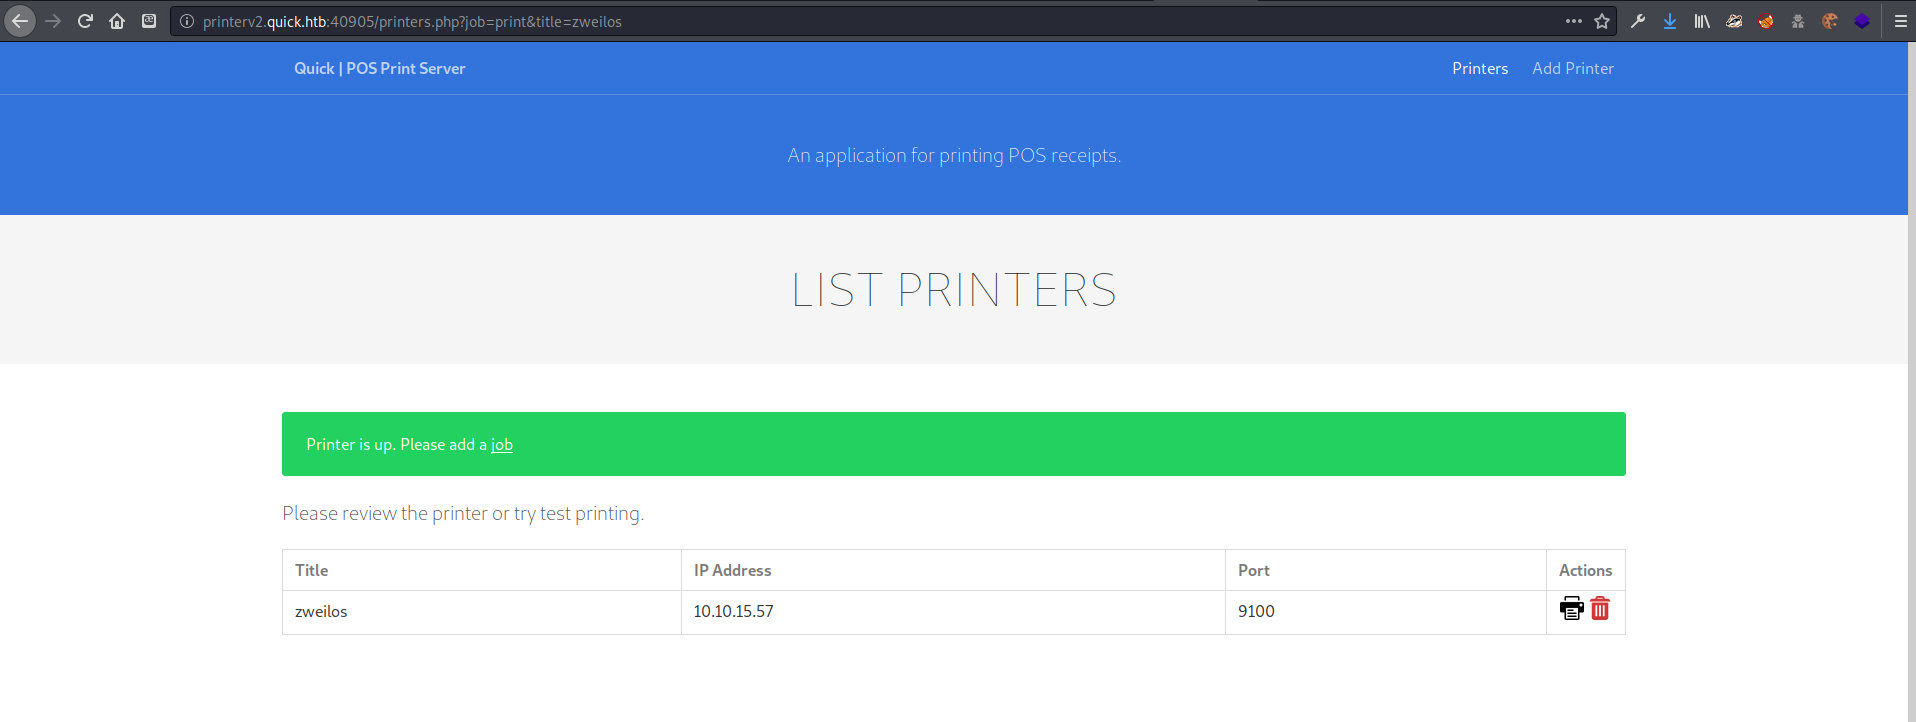 printerv2.quick.htb:40905/printers.php?job=print&title=zweilos
Quick | POS Print Server Printers Add Printer
An application for printing POS receipts.
LIST PRINTERS
Printer is up. Please add a job
Please review the printer or try test printing.
Title IP Address Port Actions
zweilos 10.10.15.57 9100